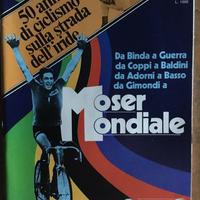 50 anni
di ciclismo
sulla strada
dell'iride
Da Binda a Guerra
da Coppi a Baldini
da Adorni a Basso
da Gimondi a
Moser
Mondiale